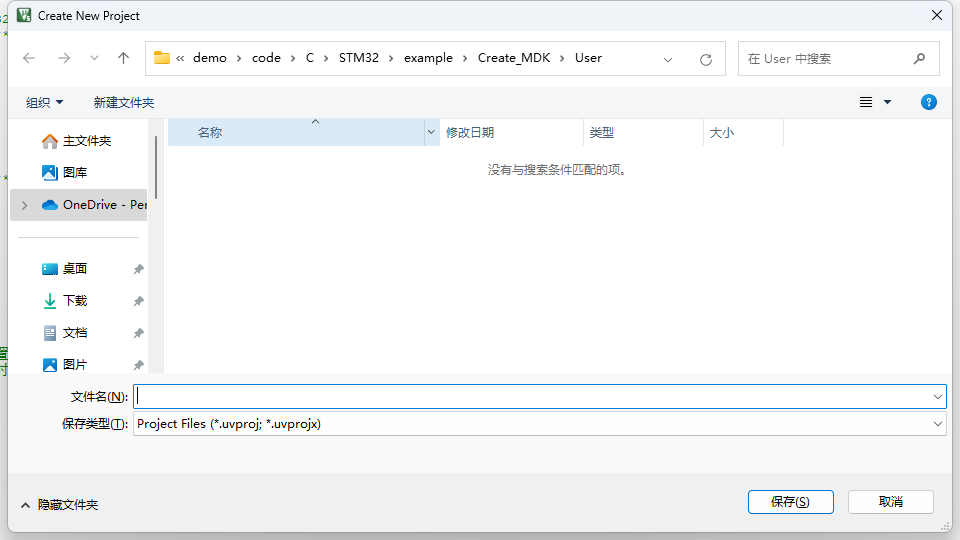 Create New Project
« demo › code › C › STM32 › example › Create_MDK › User
在 User 中搜索
组织 新建文件夹
主文件夹
图库
OneDrive - Per
桌面
下载
文档
图片
名称 修改日期 类型 大小
没有与搜索条件匹配的项。
文件名(N):
保存类型(T): Project Files (*.uvproj; *.uvprojx)
隐藏文件夹
保存(S) 取消